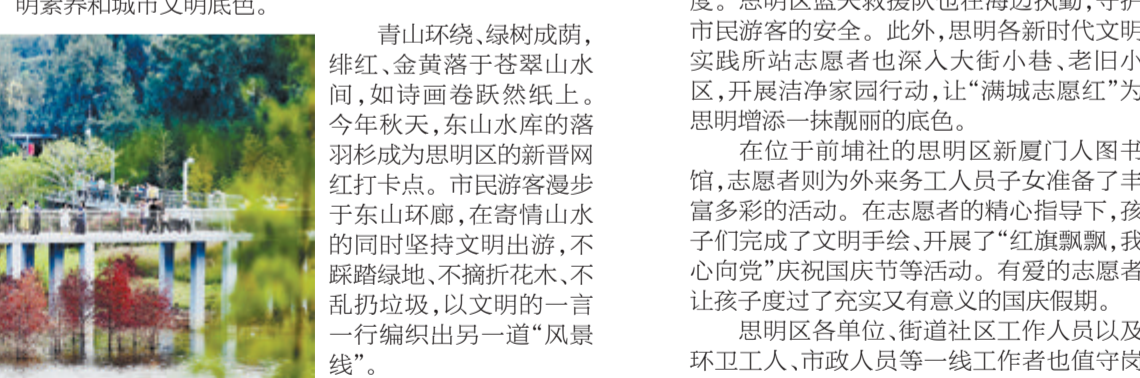 明素养和城市文明底色。
青山环绕、绿树成荫，
绯红、金黄落于苍翠山水
间，如诗画卷跃然纸上。
今年秋天，东山水库的落
羽杉成为思明区的新晋网
红打卡点。市民游客漫步
于东山环廊，在寄情山水
的同时坚持文明出游，不
踩踏绿地、不摘折花木、不
乱扔垃圾，以文明的一言
一行编织出另一道“风景
线”。
度。思明区蓝天救援队也在海边执勤，守护
市民游客的安全。此外，思明各新时代文明
实践所站志愿者也深入大街小巷、老旧小
区，开展洁净家园行动，让“满城志愿红”为
思明增添一抹靓丽的底色。
在位于前埔社的思明区新厦门人图书
馆，志愿者则为外来务工人员子女准备了丰
富多彩的活动。在志愿者的精心指导下，孩
子们完成了文明手绘、开展了“红旗飘飘，我
心向党”庆祝国庆节等活动。有爱的志愿者
让孩子度过了充实又有意义的国庆假期。
思明区各单位、街道社区工作人员以及
环卫工人、市政人员等一线工作者也值守岗